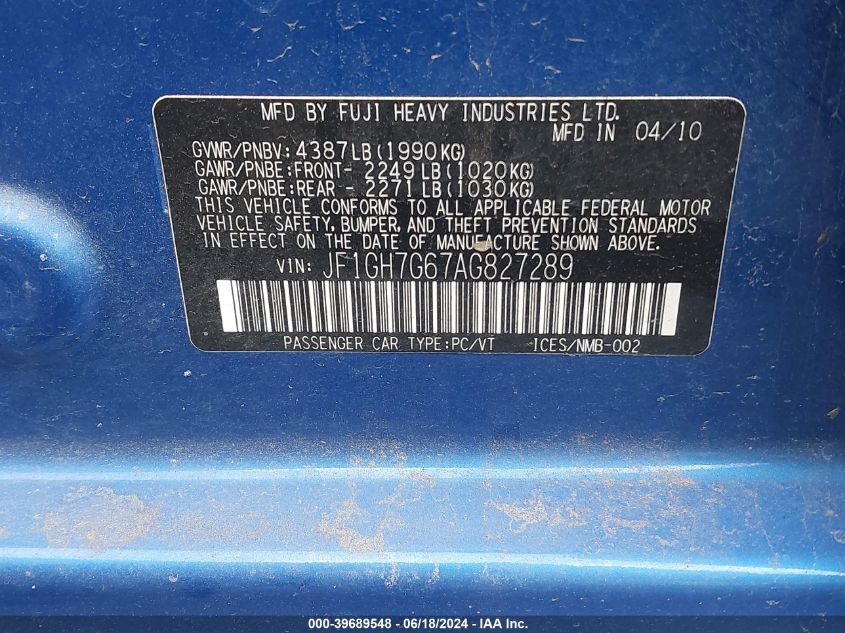 MFD BY FUJI HEAVY INDUSTRIES LTD.
MFD IN 04/10
GVWR/PNBV: 4387LB(1990KG)
GAWR/PNBE:FRONT- 2249LB(1020KG)
GAWR/PNBE:REAR - 2271LB(1030KG)
THIS VEHICLE CONFORMS TO ALL APPLICABLE FEDERAL MOTOR
VEHICLE SAFETY, BUMPER, AND THEFT PREVENTION STANDARDS
IN EFFECT ON THE DATE OF MANUFACTURE SHOWN ABOVE.
VIN: JF1GH7G67AG827289
PASSENGER CAR TYPE:PC/VT ICES/NMB-002
000-39689548 - 06/18/2024 - IAAI.com